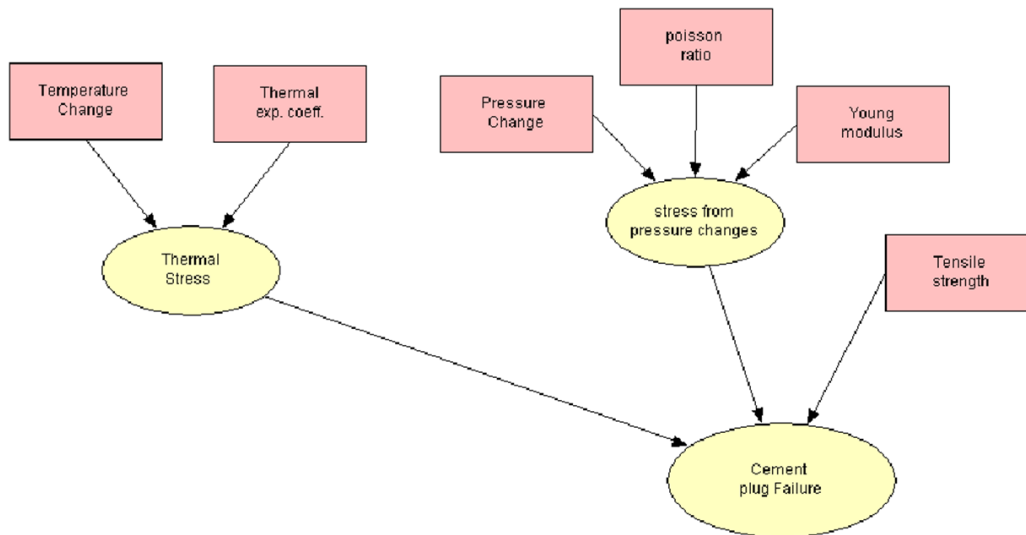 poisson
ratio
Temperature
Change
Thermal
exp. coeff.
Pressure
Change
Young
modulus
stress from
pressure changes
Thermal
Stress
Tensile
strength
Cement
plug Failure